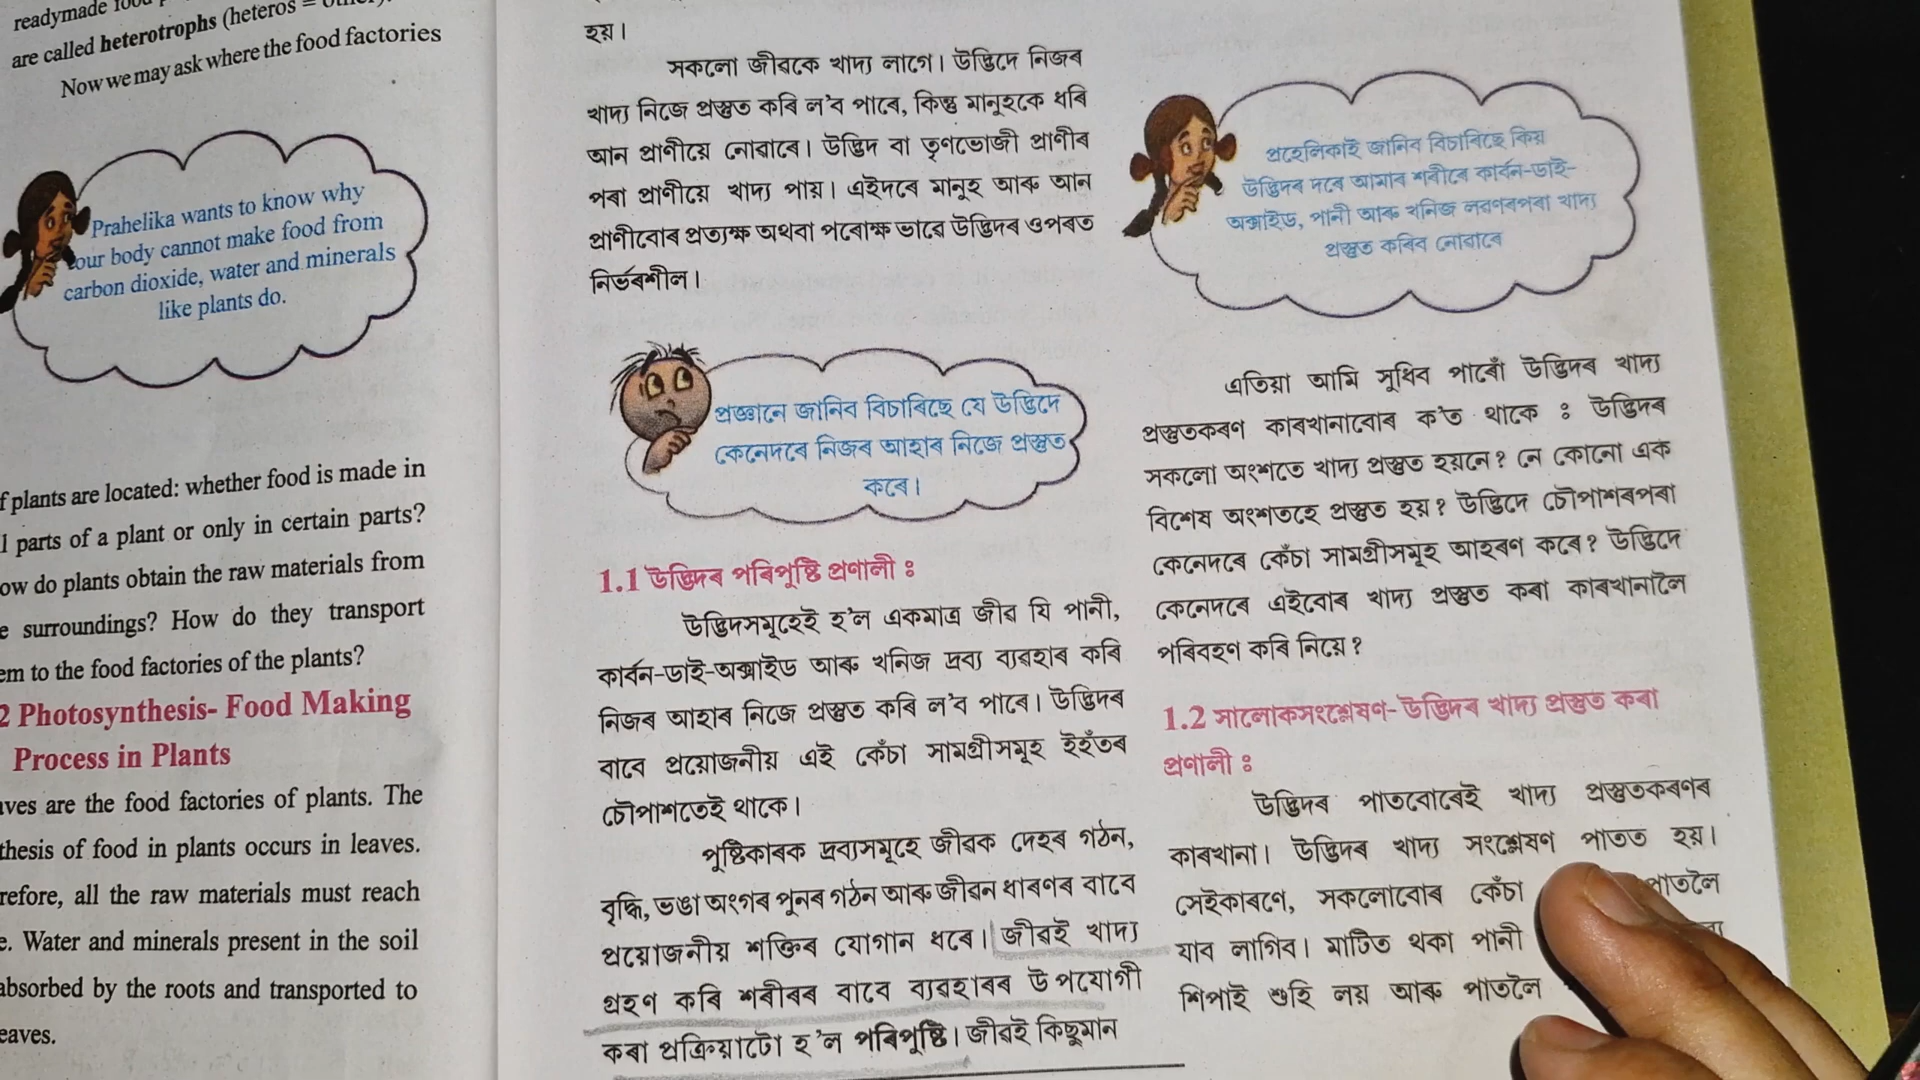 readymade food
are called heterotrophs (heteros = other).
Now we may ask where the food factories
Prahelika wants to know why
our body cannot make food from
carbon dioxide, water and minerals
like plants do.
f plants are located: whether food is made in
l parts of a plant or only in certain parts?
ow do plants obtain the raw materials from
e surroundings? How do they transport
em to the food factories of the plants?
2 Photosynthesis- Food Making
Process in Plants
aves are the food factories of plants. The
thesis of food in plants occurs in leaves.
refore, all the raw materials must reach
e. Water and minerals present in the soil
absorbed by the roots and transported to
eaves.
হয়।
সকলো জীৱকে খাদ্য লাগে। উদ্ভিদে নিজৰ
খাদ্য নিজে প্ৰস্তুত কৰি ল'ব পাৰে, কিন্তু মানুহকে ধৰি
আন প্ৰাণীয়ে নোৱাৰে। উদ্ভিদ বা তৃণভোজী প্ৰাণীৰ
পৰা প্ৰাণীয়ে খাদ্য পায়। এইদৰে মানুহ আৰু আন
প্ৰাণীবোৰ প্ৰত্যক্ষ অথবা পৰোক্ষ ভাৱে উদ্ভিদৰ ওপৰত
নিৰ্ভৰশীল।
প্ৰজ্ঞানে জানিব বিচাৰিছে যে উদ্ভিদে
কেনেদৰে নিজৰ আহাৰ নিজে প্ৰস্তুত
কৰে।
1.1 উদ্ভিদৰ পৰিপুষ্টি প্ৰণালী ঃ
উদ্ভিদসমূহেই হ'ল একমাত্ৰ জীৱ যি পানী,
কাৰ্বন-ডাই-অক্সাইড আৰু খনিজ দ্ৰব্য ব্যৱহাৰ কৰি
নিজৰ আহাৰ নিজে প্ৰস্তুত কৰি ল'ব পাৰে। উদ্ভিদৰ
বাবে প্ৰয়োজনীয় এই কেঁচা সামগ্ৰীসমূহ ইহঁতৰ
চৌপাশতেই থাকে।
পুষ্টিকাৰক দ্ৰব্যসমূহে জীৱক দেহৰ গঠন,
বৃদ্ধি, ভঙা অংগৰ পুনৰ গঠন আৰু জীৱন ধাৰণৰ বাবে
প্ৰয়োজনীয় শক্তিৰ যোগান ধৰে। জীৱই খাদ্য
গ্ৰহণ কৰি শৰীৰৰ বাবে ব্যৱহাৰৰ উপযোগী
কৰা প্ৰক্ৰিয়াটো হ'ল পৰিপুষ্টি। জীৱই কিছুমান
প্ৰহেলিকাই জানিব বিচাৰিছে কিয়
উদ্ভিদৰ দৰে আমাৰ শৰীৰে কাৰ্বন-ডাই-
অক্সাইড, পানী আৰু খনিজ লৱণৰপৰা খাদ্য
প্ৰস্তুত কৰিব নোৱাৰে
এতিয়া আমি সুধিব পাৰোঁ উদ্ভিদৰ খাদ্য
প্ৰস্তুতকৰণ কাৰখানাবোৰ ক'ত থাকে ঃ উদ্ভিদৰ
সকলো অংশতে খাদ্য প্ৰস্তুত হয়নে? নে কোনো এক
বিশেষ অংশতহে প্ৰস্তুত হয়? উদ্ভিদে চৌপাশৰপৰা
কেনেদৰে কেঁচা সামগ্ৰীসমূহ আহৰণ কৰে? উদ্ভিদে
কেনেদৰে এইবোৰ খাদ্য প্ৰস্তুত কৰা কাৰখানালৈ
পৰিবহণ কৰি নিয়ে?
1.2 সালোকসংশ্লেষণ- উদ্ভিদৰ খাদ্য প্ৰস্তুত কৰা
প্ৰণালী ঃ
উদ্ভিদৰ পাতবোৰেই খাদ্য প্ৰস্তুতকৰণৰ
কাৰখানা। উদ্ভিদৰ খাদ্য সংশ্লেষণ পাতত হয়।
সেইকাৰণে, সকলোবোৰ কেঁচা পাতলৈ
যাব লাগিব। মাটিত থকা পানী
শিপাই শুহি লয় আৰু পাতলৈ